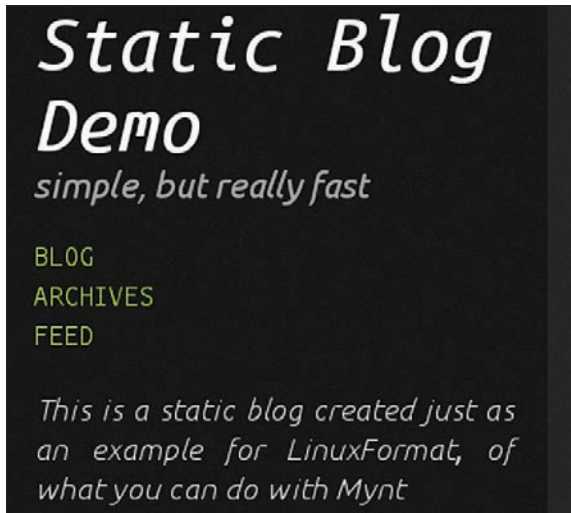 Static Blog
Demo
simple, but really fast
BLOG
ARCHIVES
FEED
This is a static blog created just as
an example for LinuxFormat, of
what you can do with Mynt